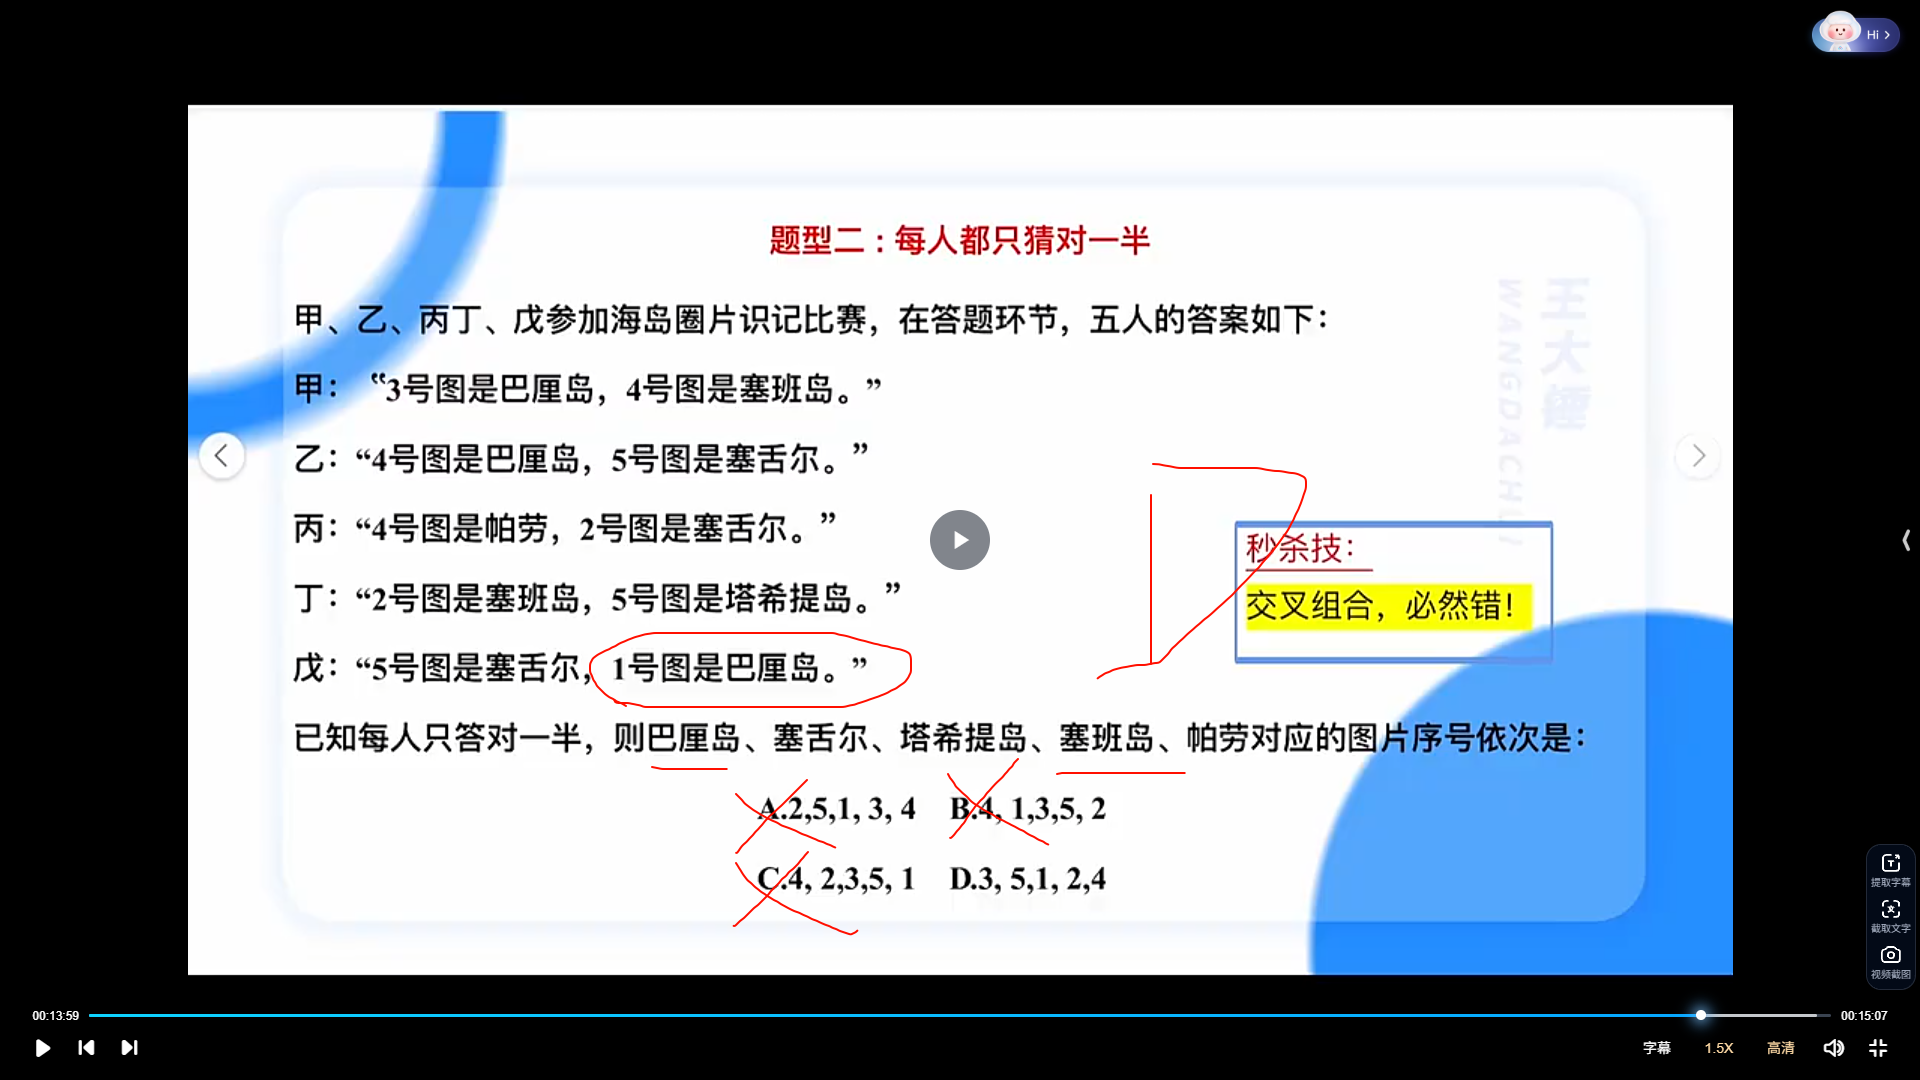 Hi
题型二：每人都只猜对一半
甲、乙、丙丁、戊参加海岛圈片识记比赛，在答题环节，五人的答案如下：
甲：“3号图是巴厘岛，4号图是塞班岛。”
乙：“4号图是巴厘岛，5号图是塞舌尔。”
丙：“4号图是帕劳，2号图是塞舌尔。”
丁：“2号图是塞班岛，5号图是塔希提岛。”
戊：“5号图是塞舌尔，1号图是巴厘岛。”
已知每人只答对一半，则巴厘岛、塞舌尔、塔希提岛、塞班岛、帕劳对应的图片序号依次是：
A.2,5,1, 3, 4 B.4, 1,3,5, 2
C.4, 2,3,5, 1 D.3, 5,1, 2,4
秒杀技：
交叉组合，必然错！
王大锤
WANGDACHUI
提取字幕
截取文字
视频截图
00:13:59
00:15:07
字幕 1.5X 高清